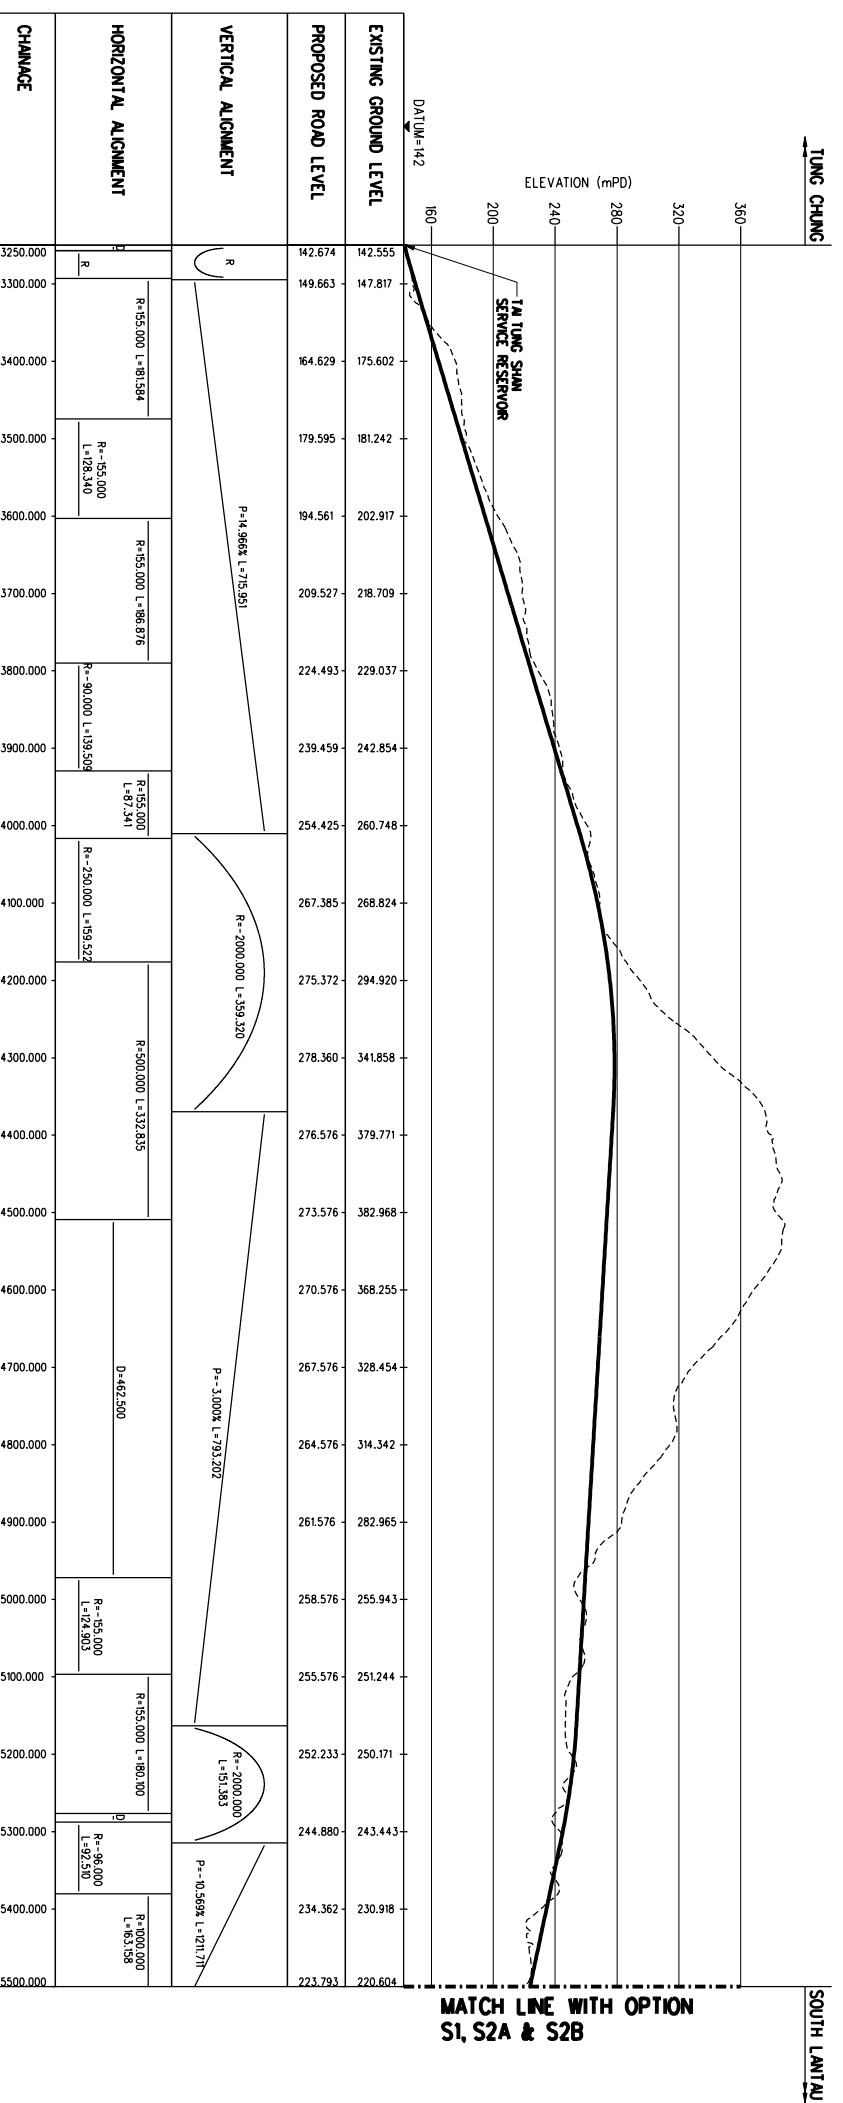 TUNG CHUNG
SOUTH LANTAU
ELEVATION (mPD)
360
320
280
240
200
160
DATUM=142
TAI TUNG SHAN
SERVICE RESERVOIR
MATCH LINE WITH OPTION
S1, S2A & S2B
EXISTING GROUND LEVEL
142.555
147.817
175.602
181.242
202.917
218.709
229.037
242.854
260.748
268.824
294.920
341.858
379.771
382.968
368.255
328.454
314.342
282.965
255.943
251.244
250.171
243.443
230.918
220.604
PROPOSED ROAD LEVEL
142.674
149.663
164.629
179.595
194.561
209.527
224.493
239.459
254.425
267.385
275.372
278.360
276.576
273.576
270.576
267.576
264.576
261.576
258.576
255.576
252.233
244.880
234.362
223.793
VERTICAL ALIGNMENT
R
P=14.966% L=715.951
R=-2000.000 L=359.320
P=-3.000% L=793.202
R=-2000.000
L=151.383
P=-10.569% L=1211.711
HORIZONTAL ALIGNMENT
D
R
R=155.000 L=181.584
R=-155.000
L=128.340
R=155.000 L=186.876
R=-90.000 L=139.509
R=155.000
L=87.341
R=-250.000 L=159.522
R=500.000 L=332.835
D=462.500
R=-155.000
L=124.903
R=155.000 L=180.100
D
R=-96.000
L=92.510
R=1000.000
L=163.158
CHAINAGE
3250.000
3300.000
3400.000
3500.000
3600.000
3700.000
3800.000
3900.000
4000.000
4100.000
4200.000
4300.000
4400.000
4500.000
4600.000
4700.000
4800.000
4900.000
5000.000
5100.000
5200.000
5300.000
5400.000
5500.000